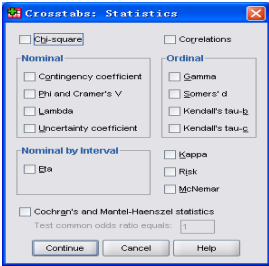 Crosstabs: Statistics
Chi-square
Correlations
Nominal
Contingency coefficient
Phi and Cramer's V
Lambda
Uncertainty coefficient
Ordinal
Gamma
Somers' d
Kendall's tau-b
Kendall's tau-c
Nominal by Interval
Eta
Kappa
Risk
McNemar
Cochran's and Mantel-Haenszel statistics
Test common odds ratio equals: 1
Continue
Cancel
Help